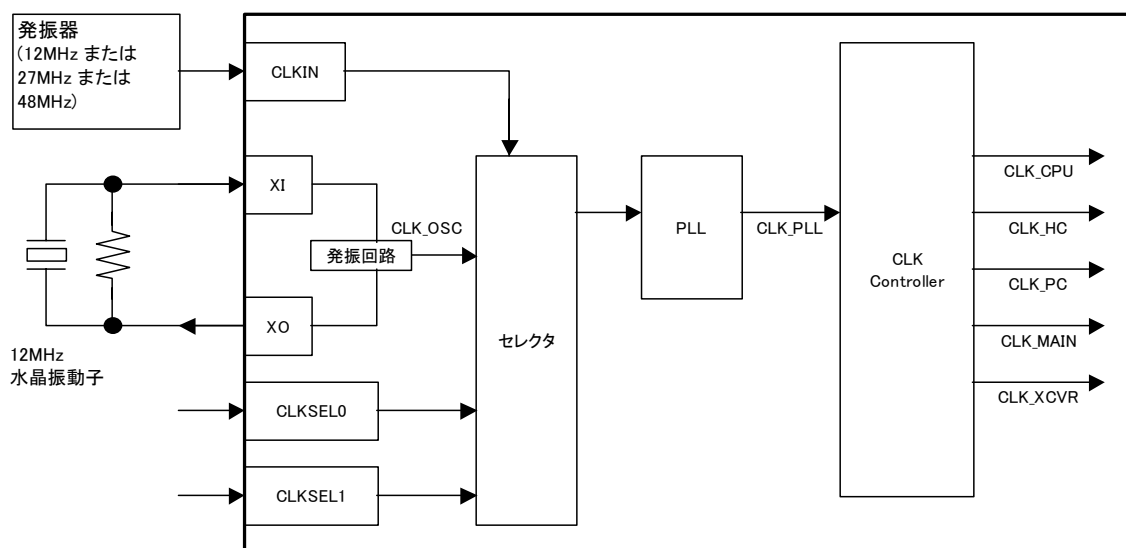 発振器
(12MHz または
27MHz または
48MHz)
CLKIN
XI
CLK_OSC
発振回路
XO
12MHz
水晶振動子
CLKSEL0
CLKSEL1
セレクタ
PLL
CLK_PLL
CLK
Controller
CLK_CPU
CLK_HC
CLK_PC
CLK_MAIN
CLK_XCVR